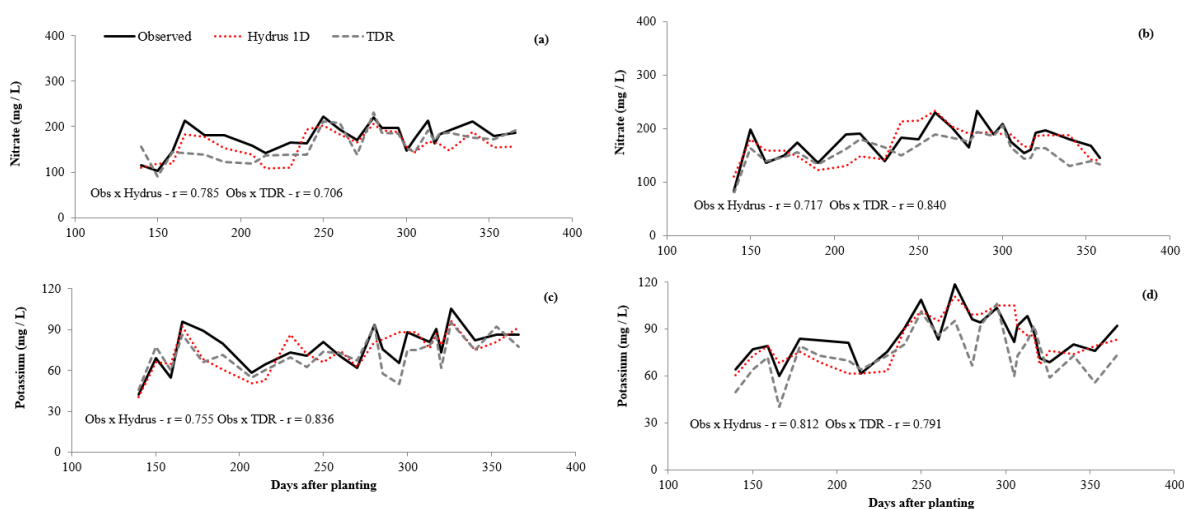 Observed Hydrus 1D TDR (a)
Nitrate (mg / L)
400
300
200
100
0
Obs x Hydrus - r = 0.785 Obs x TDR - r = 0.706
100 150 200 250 300 350 400
(b)
Nitrate (mg / L)
400
300
200
100
0
Obs x Hydrus - r = 0.717 Obs x TDR - r = 0.840
100 150 200 250 300 350 400
(c)
Potassium (mg / L)
120
90
60
30
0
Obs x Hydrus - r = 0.755 Obs x TDR - r = 0.836
100 150 200 250 300 350 400
Days after planting
(d)
Potassium (mg / L)
120
90
60
30
0
Obs x Hydrus - r = 0.812 Obs x TDR - r = 0.791
100 150 200 250 300 350 400
Days after planting